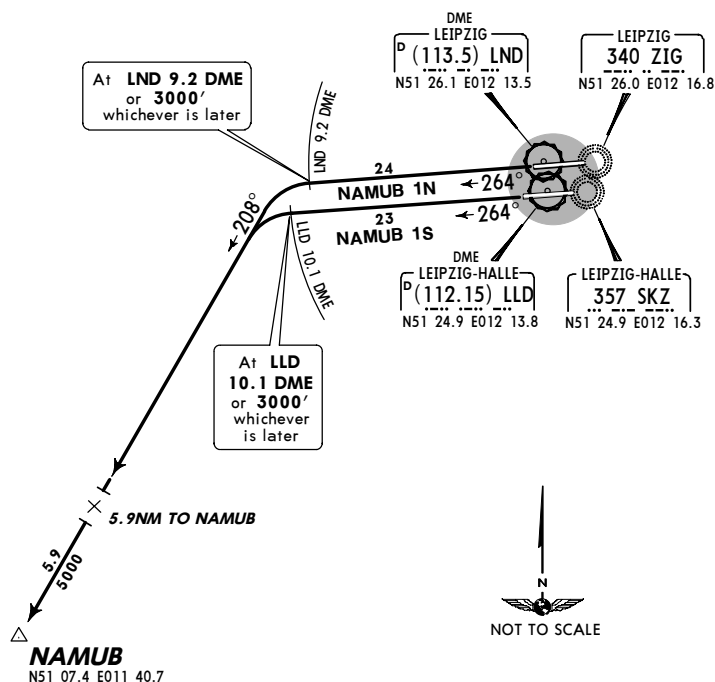 DME
LEIPZIG
D (113.5) LND
N51 26.1 E012 13.5
LEIPZIG
340 ZIG
N51 26.0 E012 16.8
At LND 9.2 DME
or 3000'
whichever is later
LND 9.2 DME
24
264°
NAMUB 1N
208°
23
264°
NAMUB 1S
LLD 10.1 DME
DME
LEIPZIG-HALLE
D (112.15) LLD
N51 24.9 E012 13.8
LEIPZIG-HALLE
357 SKZ
N51 24.9 E012 16.3
At LLD
10.1 DME
or 3000'
whichever
is later
5.9NM TO NAMUB
5.9
5000
N
NOT TO SCALE
NAMUB
N51 07.4 E011 40.7